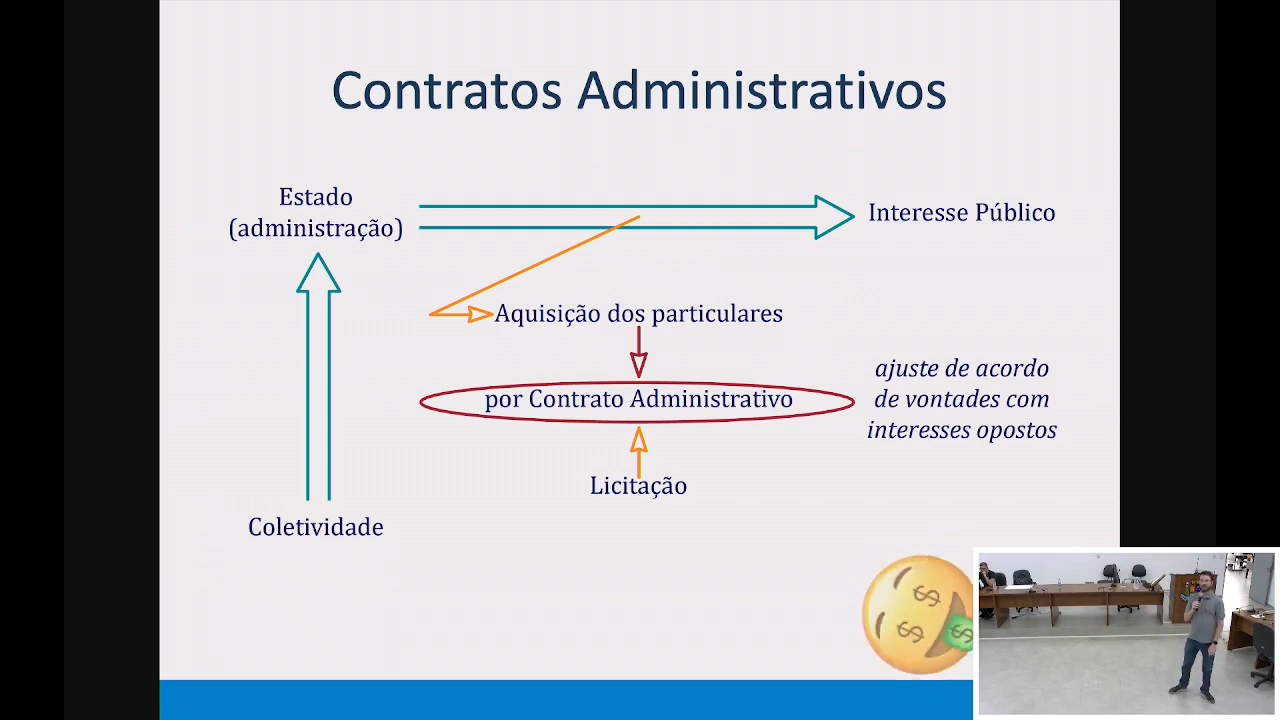 Contratos Administrativos
Estado
(administração)
Interesse Público
Aquisição dos particulares
por Contrato Administrativo
ajuste de acordo
de vontades com
interesses opostos
Licitação
Coletividade